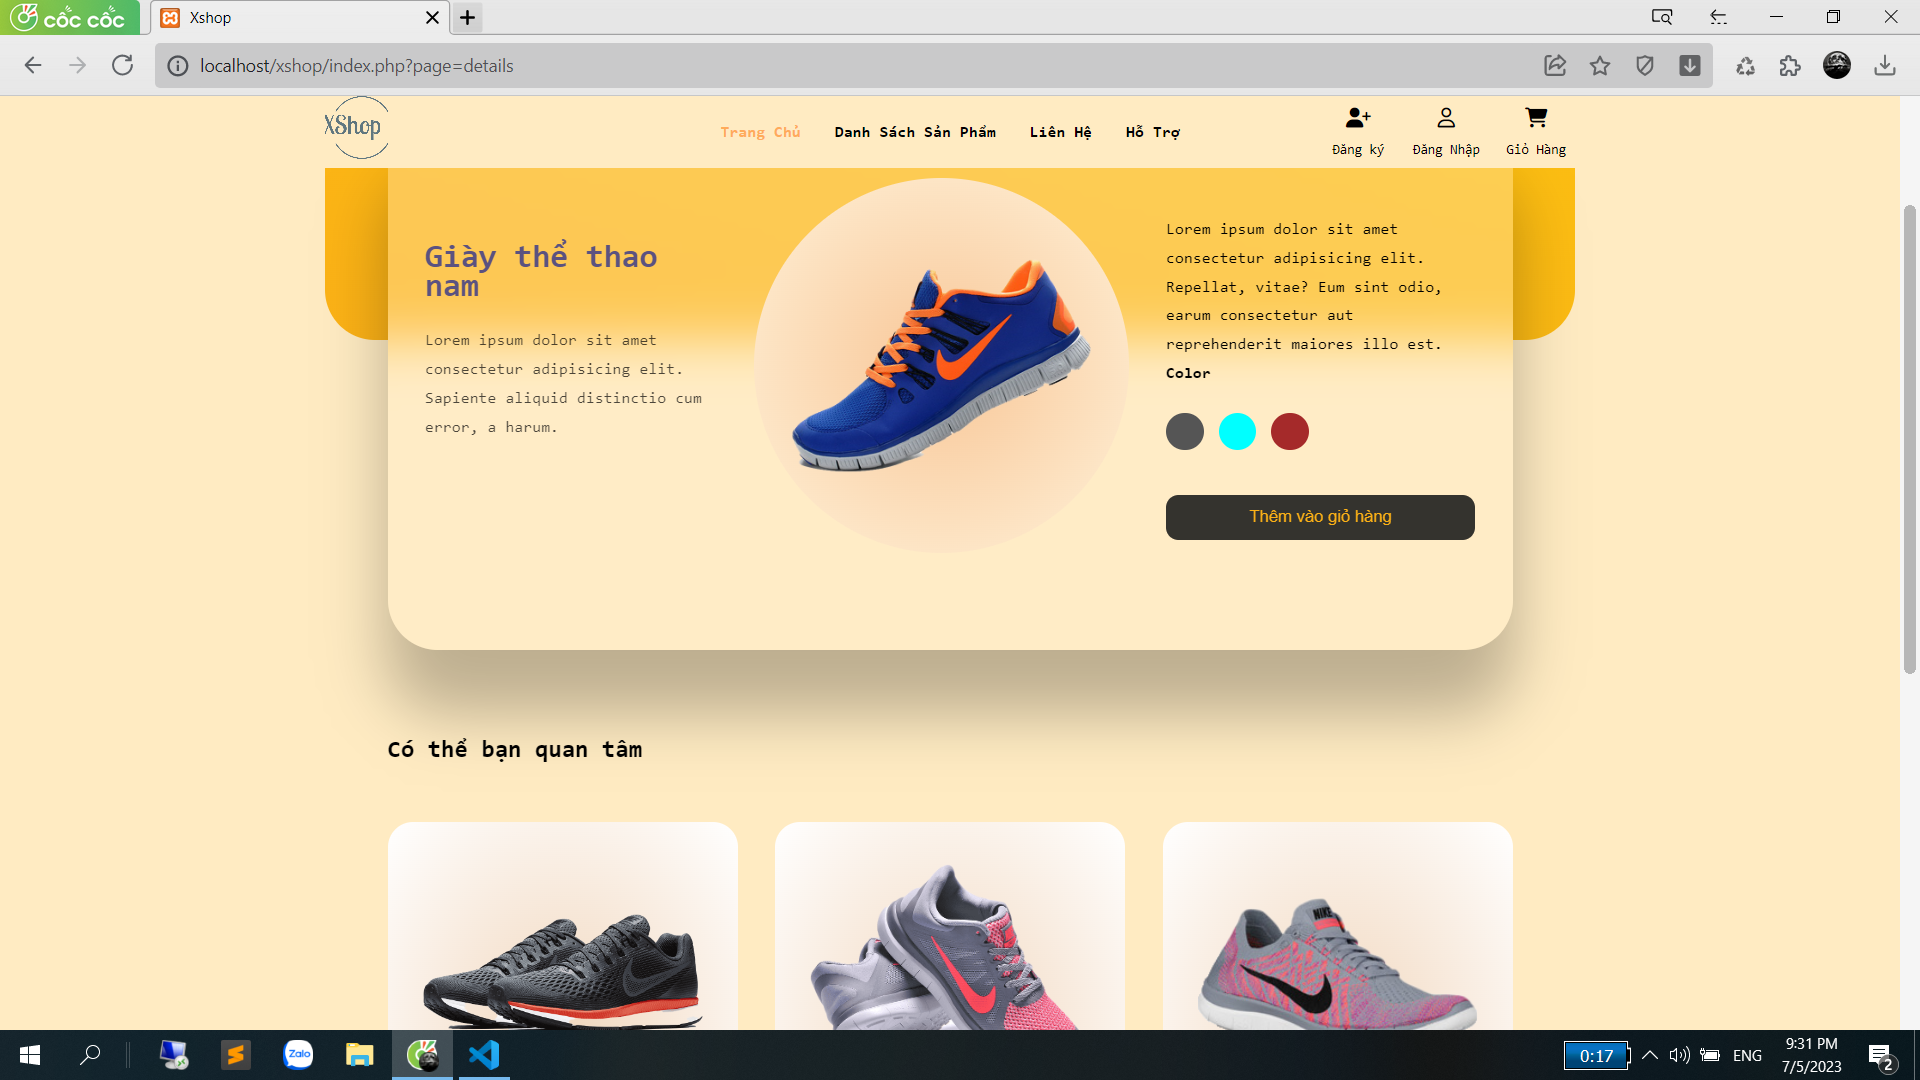 cốc cốc
Xshop
localhost/xshop/index.php?page=details
XShop
Trang Chủ
Danh Sách Sản Phẩm
Liên Hệ
Hỗ Trợ
Đăng ký
Đăng Nhập
Giỏ Hàng
Giày thể thao
nam
Lorem ipsum dolor sit amet
consectetur adipisicing elit.
Sapiente aliquid distinctio cum
error, a harum.
Lorem ipsum dolor sit amet
consectetur adipisicing elit.
Repellat, vitae? Eum sint odio,
earum consectetur aut
reprehenderit maiores illo est.
Color
Thêm vào giỏ hàng
Có thể bạn quan tâm
NIKE
Zalo
0:17
ENG
9:31 PM
7/5/2023
2